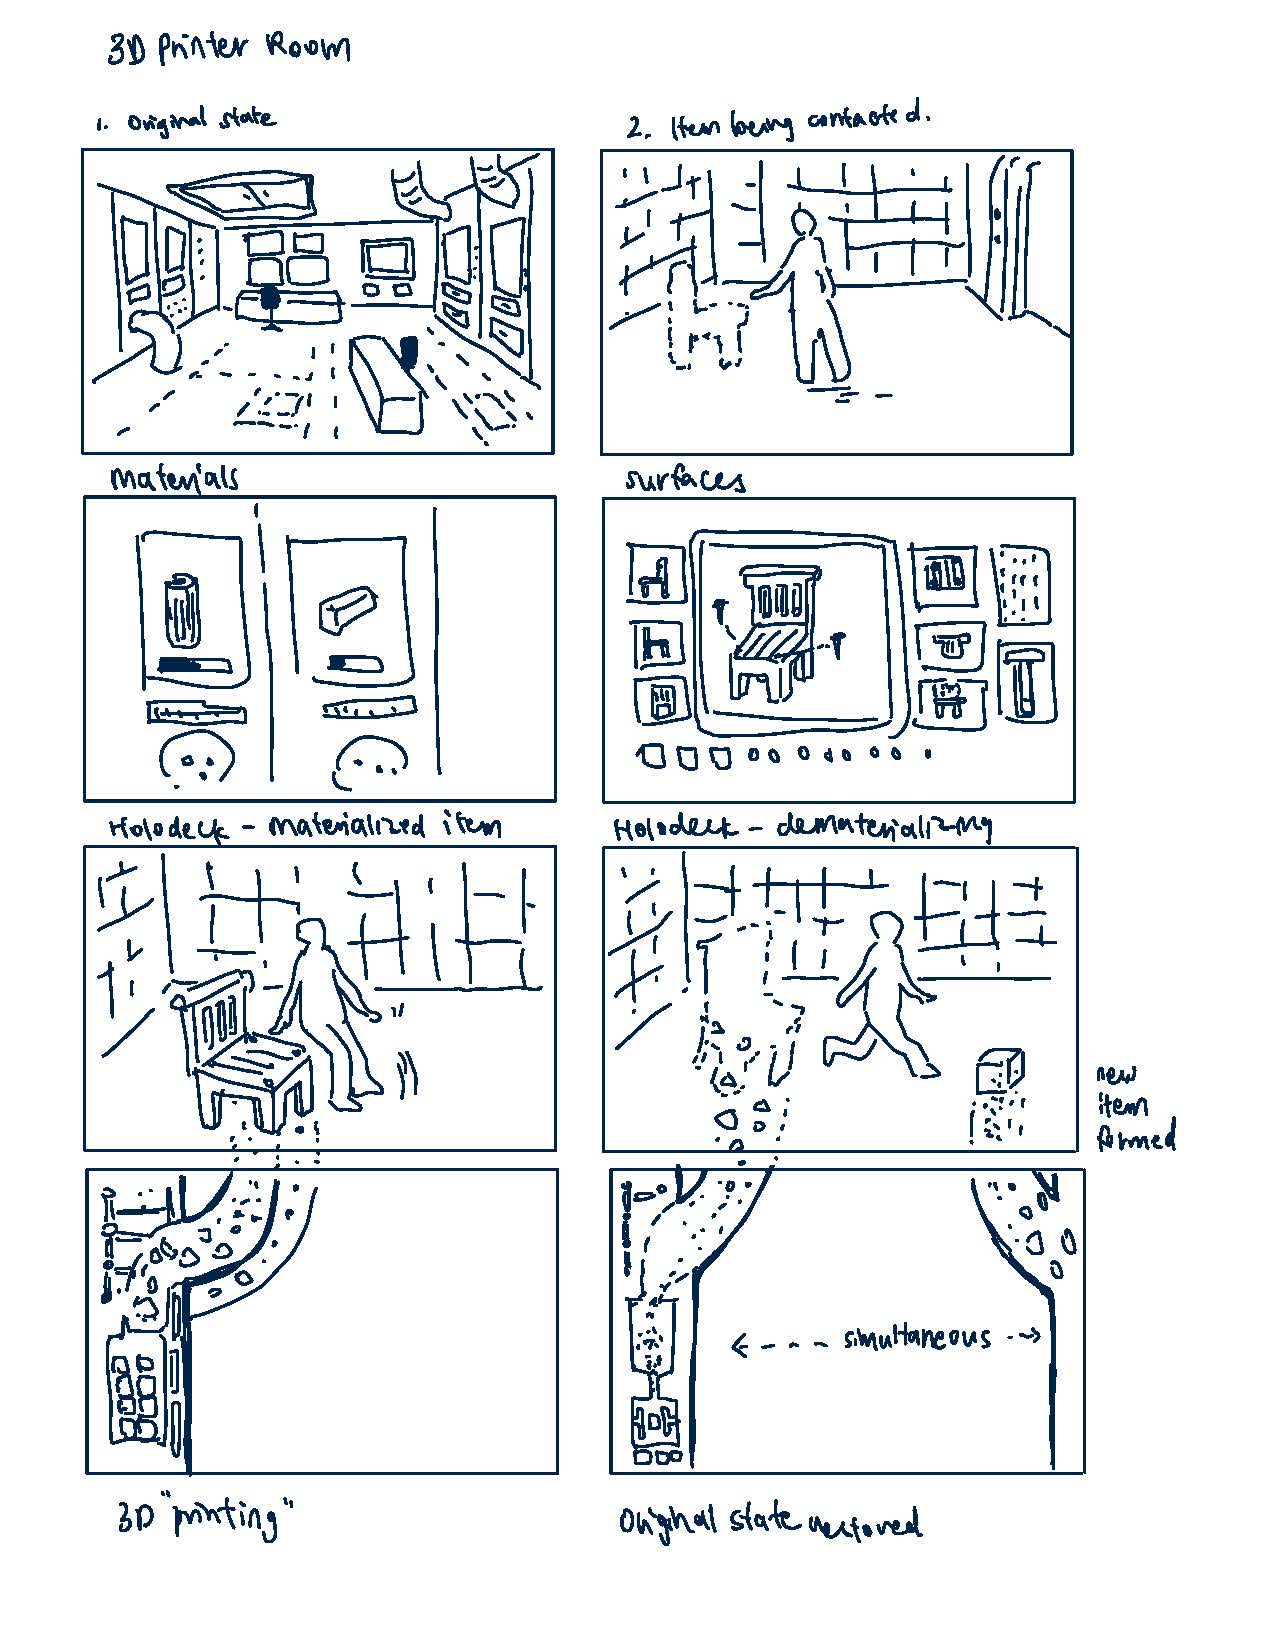 3D Printer Room
1. Original state
2. Item being contacted.
Materials
Surfaces
Holodeck - Materialized item
Holodeck - dematerializing
new
item
formed
<---- simultaneous -->
3D "printing"
Original state restored